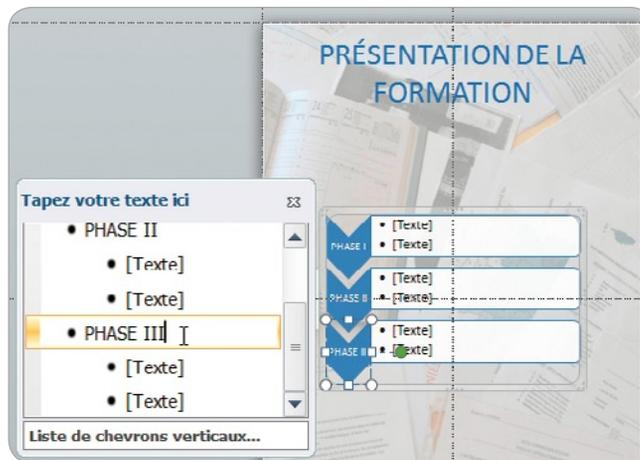 PRÉSENTATION DE LA
FORMATION
Tapez votre texte ici
• PHASE II
• [Texte]
• [Texte]
• PHASE III
• [Texte]
• [Texte]
Liste de chevrons verticaux...
PHASE I
• [Texte]
• [Texte]
PHASE II
• [Texte]
• [Texte]
PHASE III
• [Texte]
• [Texte]